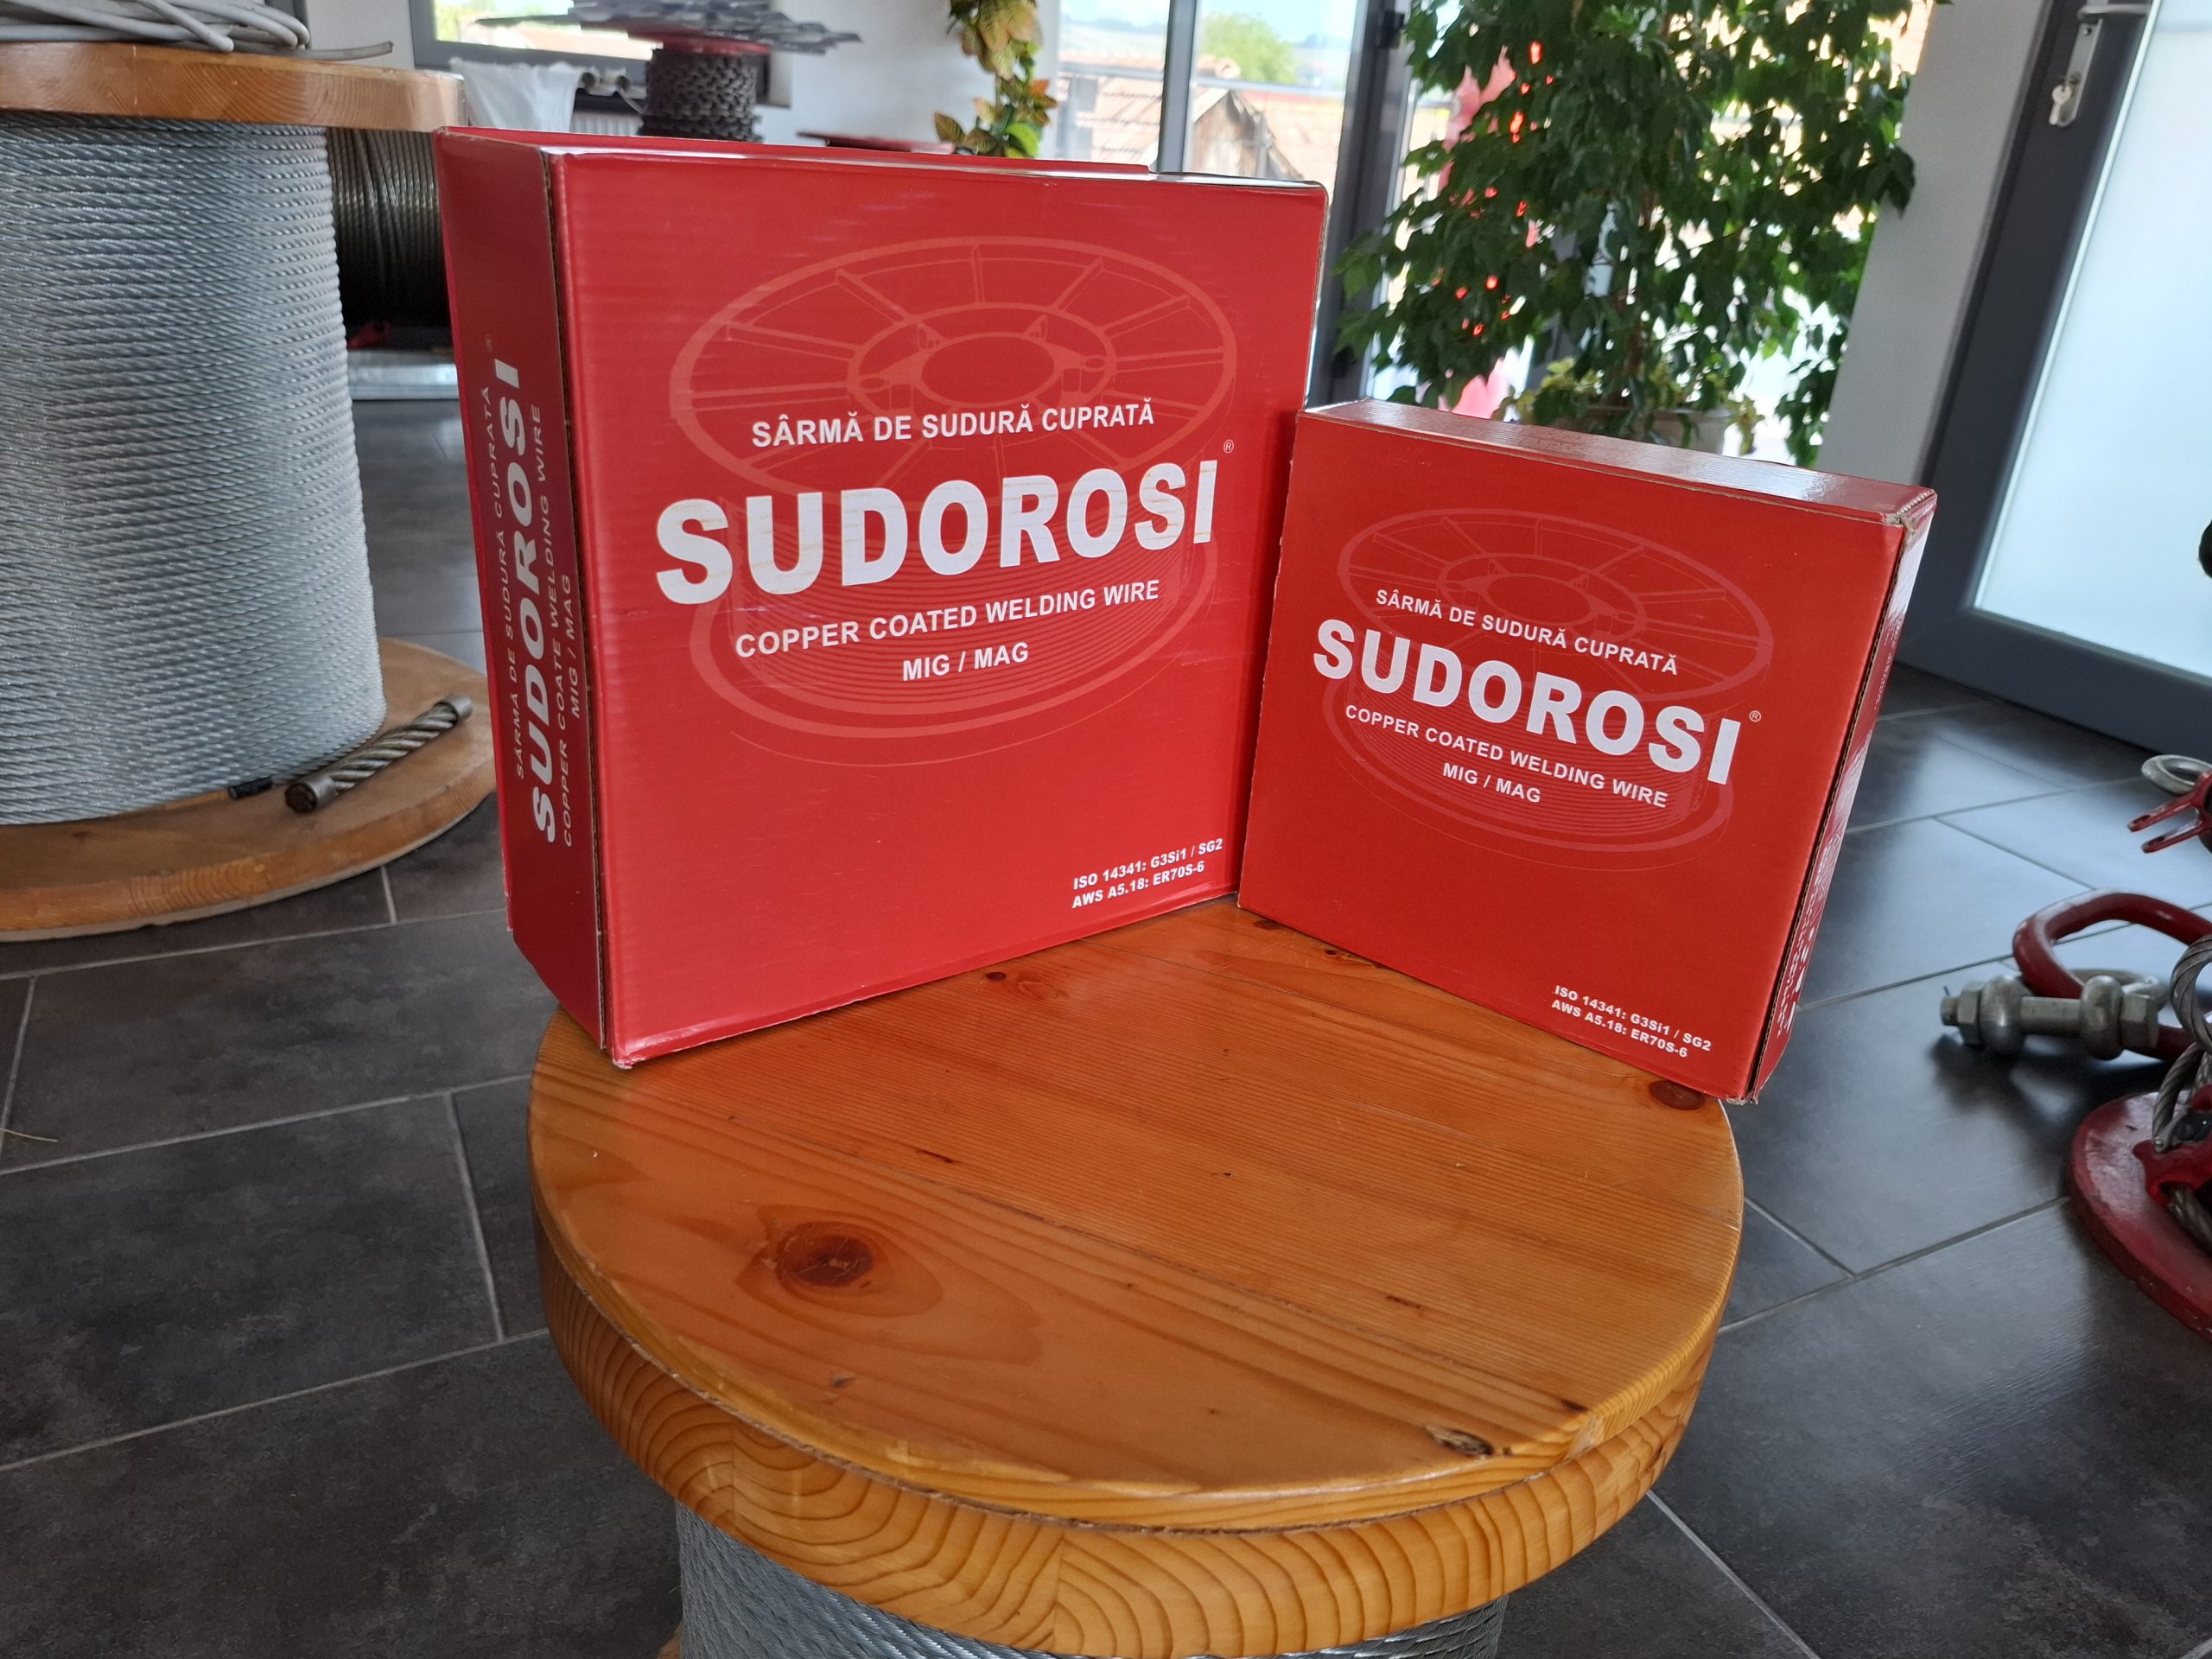 SÂRMĂ DE SUDURĂ CUPRATĂ
SUDOROSI®
COPPER COATE WELDING WIRE
MIG / MAG
SÂRMĂ DE SUDURĂ CUPRATĂ
SUDOROSI®
COPPER COATED WELDING WIRE
MIG / MAG
ISO 14341: G3Si1 / SG2
AWS A5.18: ER70S-6
SÂRMĂ DE SUDURĂ CUPRATĂ
SUDOROSI®
COPPER COATED WELDING WIRE
MIG / MAG
ISO 14341: G3Si1 / SG2
AWS A5.18: ER70S-6